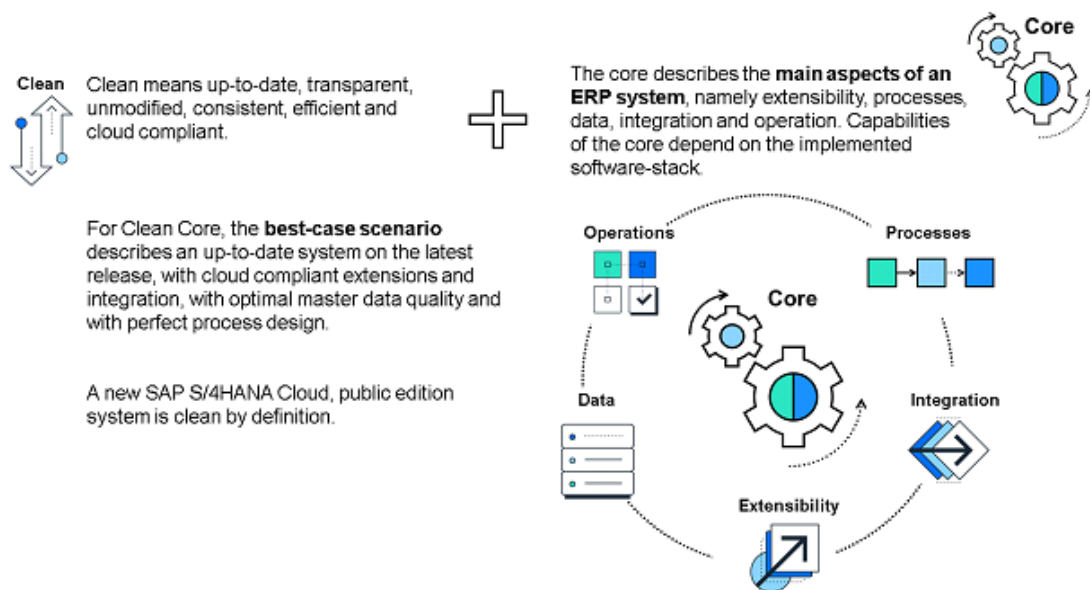 Clean
Clean means up-to-date, transparent,
unmodified, consistent, efficient and
cloud compliant.
For Clean Core, the best-case scenario
describes an up-to-date system on the latest
release, with cloud compliant extensions and
integration, with optimal master data quality and
with perfect process design.
A new SAP S/4HANA Cloud, public edition
system is clean by definition.
Core
The core describes the main aspects of an
ERP system, namely extensibility, processes,
data, integration and operation. Capabilities
of the core depend on the implemented
software-stack.
Operations
Processes
Core
Data
Integration
Extensibility